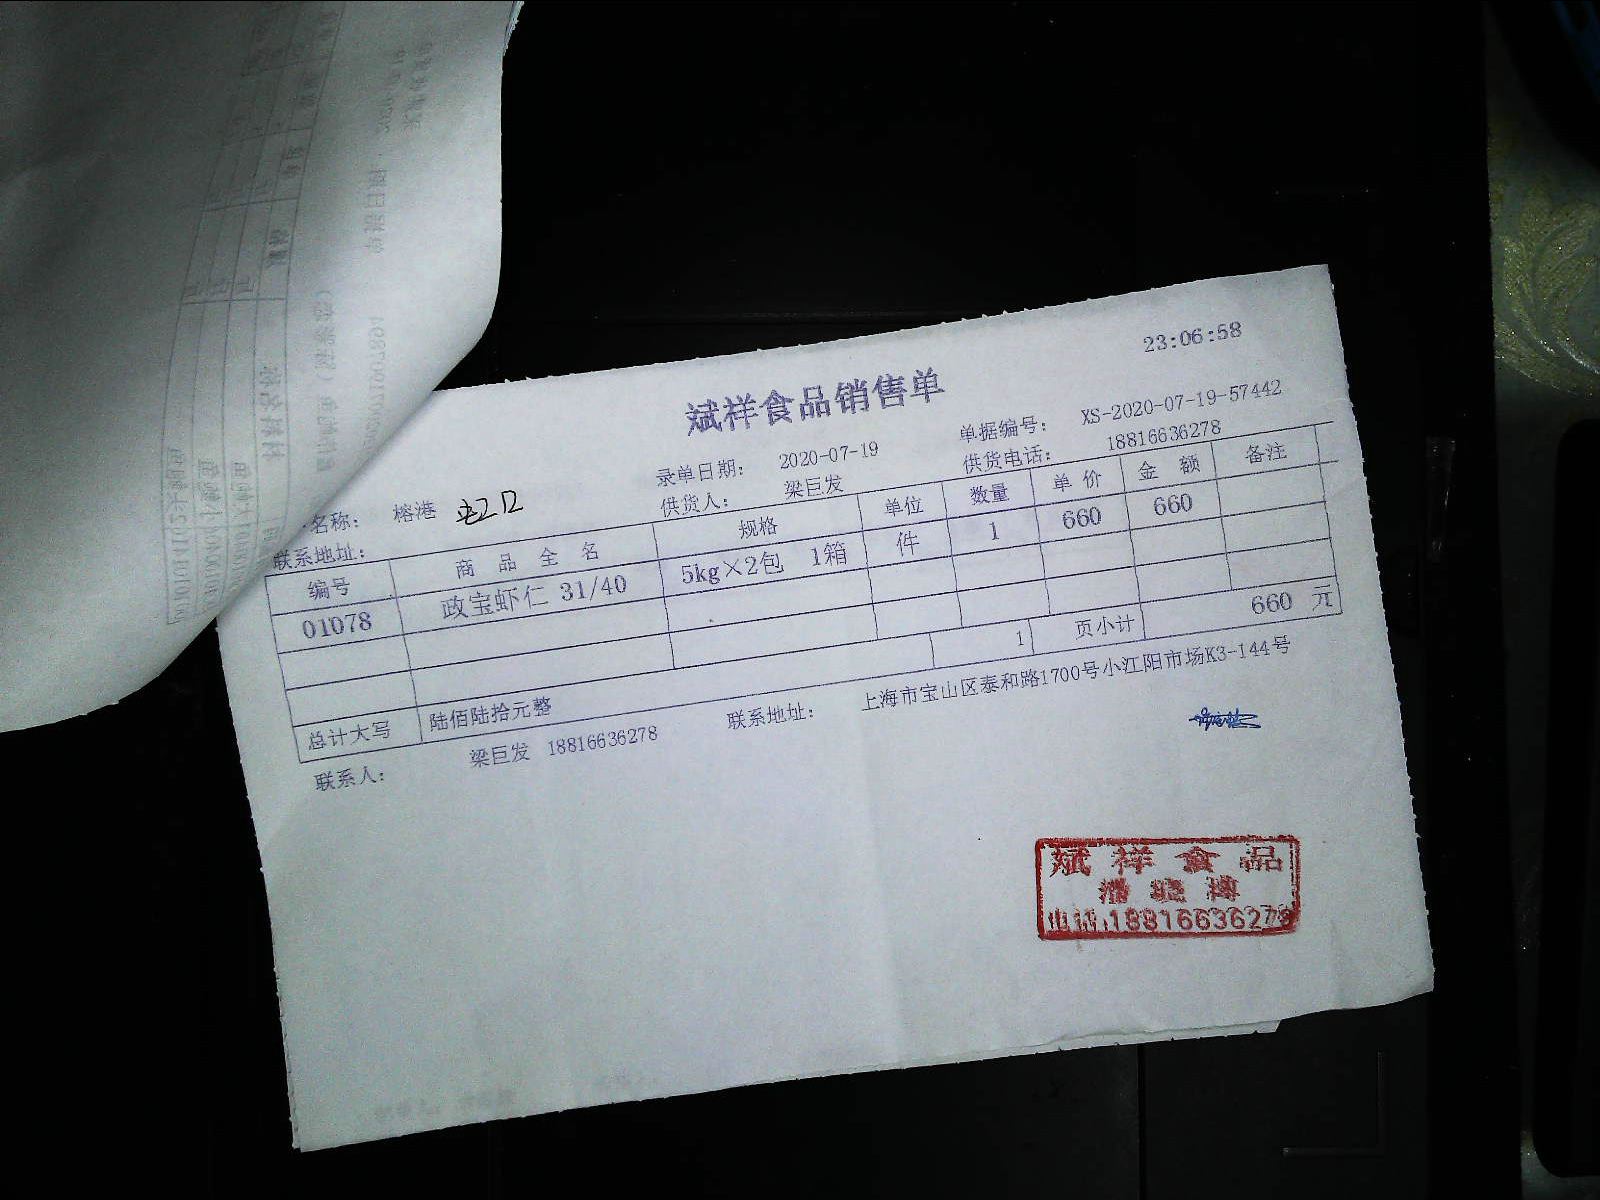 23:06:58
斌祥食品销售单
录单日期： 2020-07-19 单据编号： XS-2020-07-19-57442
名称： 榕港 供货人： 梁巨发 供货电话： 18816636278
联系地址：
编号 商品全名 规格 单位 数量 单价 金额 备注
01078 政宝虾仁 31/40 5kg×2包 1箱 件 1 660 660
1 页小计 660 元
总计大写 陆佰陆拾元整
联系人： 梁巨发 18816636278 联系地址： 上海市宝山区泰和路1700号小江阳市场K3-144号
斌祥食品
潘晓博
电话:18816636278